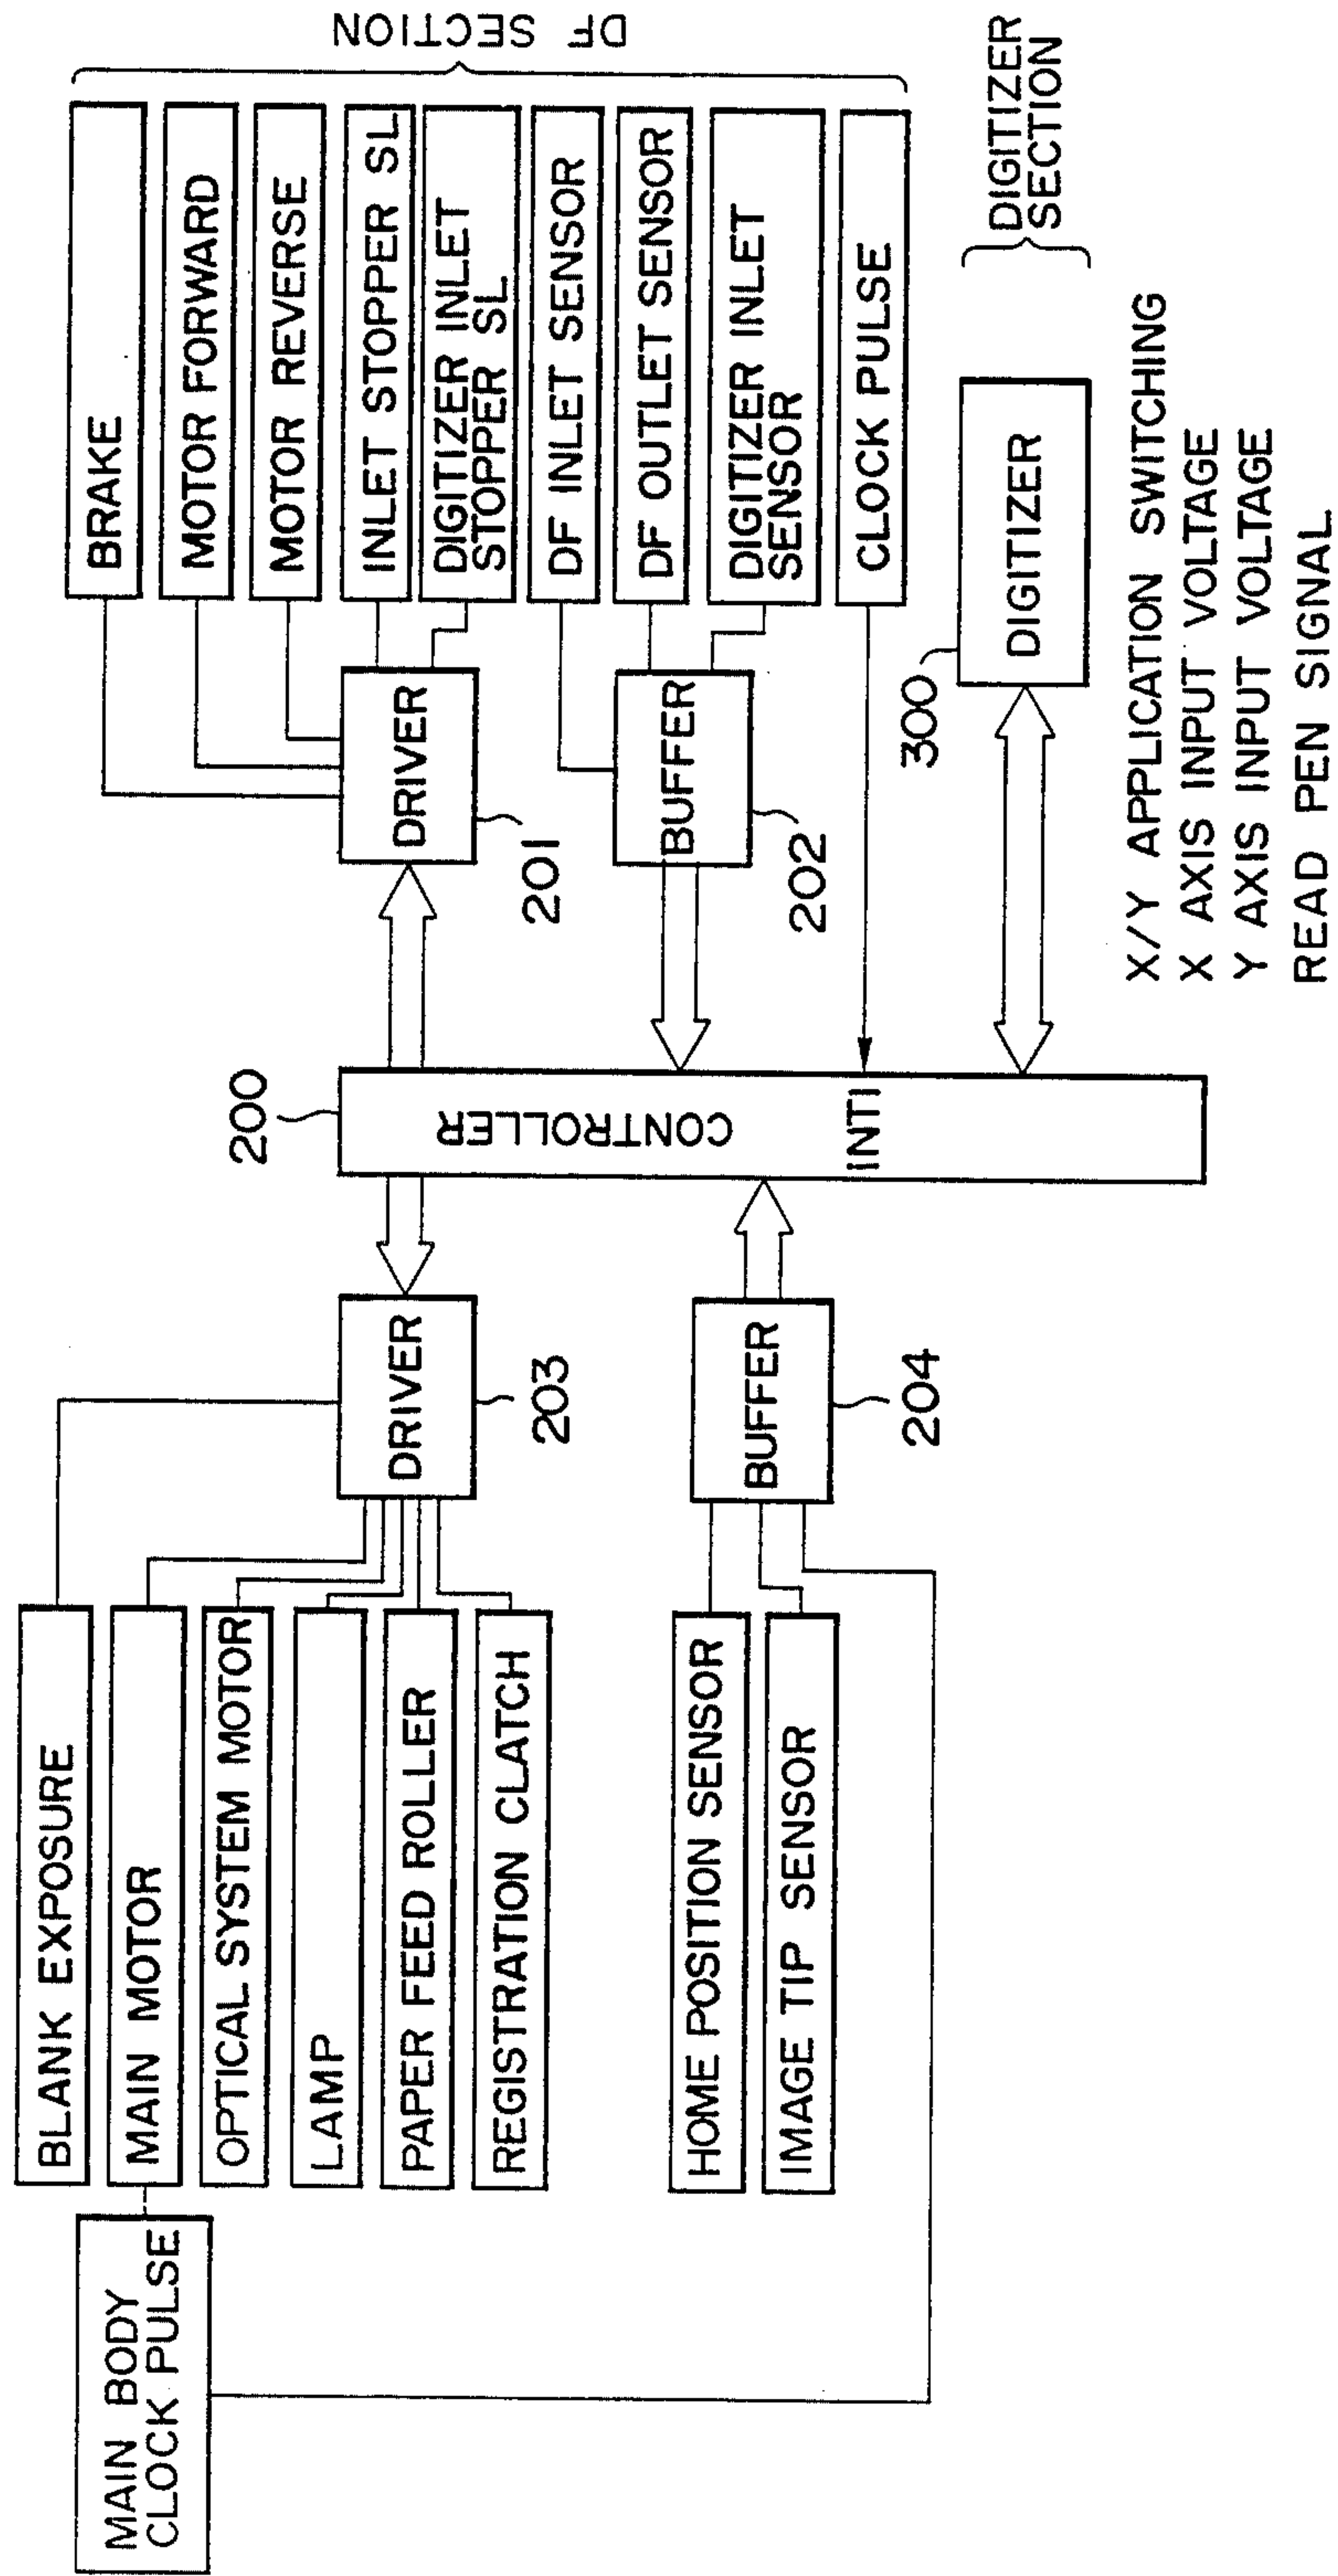 MAIN BODY
CLOCK PULSE
BLANK EXPOSURE
MAIN MOTOR
OPTICAL SYSTEM MOTOR
LAMP
PAPER FEED ROLLER
REGISTRATION CLATCH
HOME POSITION SENSOR
IMAGE TIP SENSOR
DRIVER
203
BUFFER
204
200
CONTROLLER
INTI
DRIVER
201
BUFFER
202
BRAKE
MOTOR FORWARD
MOTOR REVERSE
INLET STOPPER SL
DIGITIZER INLET
STOPPER SL
DF INLET SENSOR
DF OUTLET SENSOR
DIGITIZER INLET
SENSOR
CLOCK PULSE
DF SECTION
300
DIGITIZER
DIGITIZER
SECTION
X/Y APPLICATION SWITCHING
X AXIS INPUT VOLTAGE
Y AXIS INPUT VOLTAGE
READ PEN SIGNAL